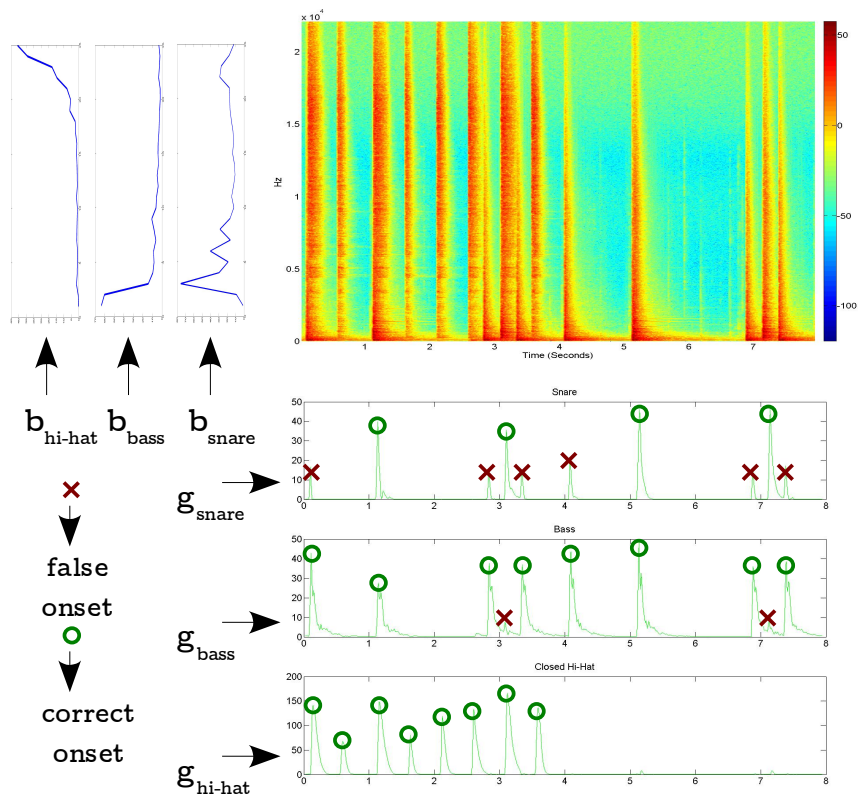 x 10⁴
2
1.5
1
0.5
0
Hz
1 2 3 4 5 6 7
Time (Seconds)
50
0
−50
−100
b hi-hat b bass b snare
false
onset
correct
onset
g snare
Snare
50
40
30
20
10
0
0 1 2 3 4 5 6 7 8
g bass
Bass
50
40
30
20
10
0
0 1 2 3 4 5 6 7 8
g hi-hat
Closed Hi-Hat
200
150
100
50
0
0 1 2 3 4 5 6 7 8